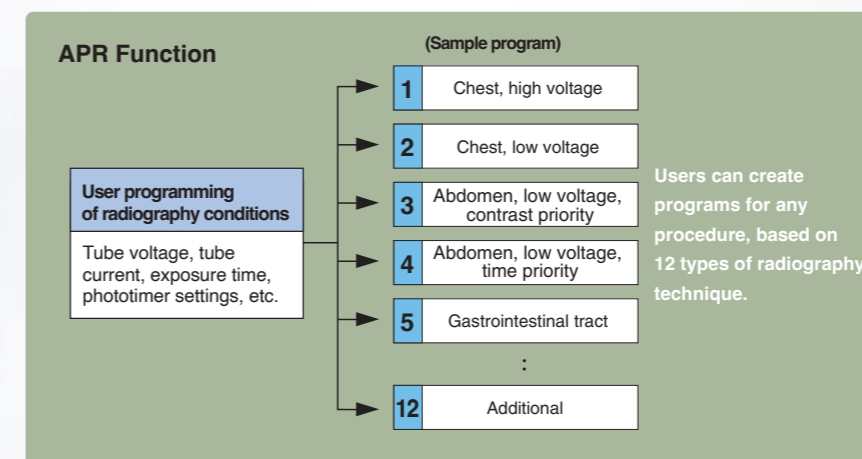 APR Function
(Sample program)
User programming
of radiography conditions
Tube voltage, tube
current, exposure time,
phototimer settings, etc.
1 Chest, high voltage
2 Chest, low voltage
3 Abdomen, low voltage,
contrast priority
4 Abdomen, low voltage,
time priority
5 Gastrointestinal tract
:
12 Additional
Users can create
programs for any
procedure, based on
12 types of radiography
technique.